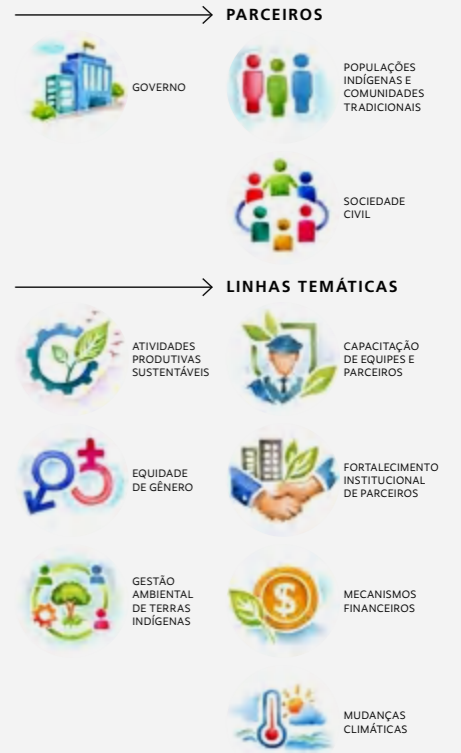 PARCEIROS
GOVERNO
POPULAÇÕES
INDÍGENAS E
COMUNIDADES
TRADICIONAIS
SOCIEDADE
CIVIL
LINHAS TEMÁTICAS
ATIVIDADES
PRODUTIVAS
SUSTENTÁVEIS
CAPACITAÇÃO
DE EQUIPES E
PARCEIROS
EQUIDADE
DE GÊNERO
FORTALECIMENTO
INSTITUCIONAL
DE PARCEIROS
GESTÃO
AMBIENTAL
DE TERRAS
INDÍGENAS
MECANISMOS
FINANCEIROS
MUDANÇAS
CLIMÁTICAS